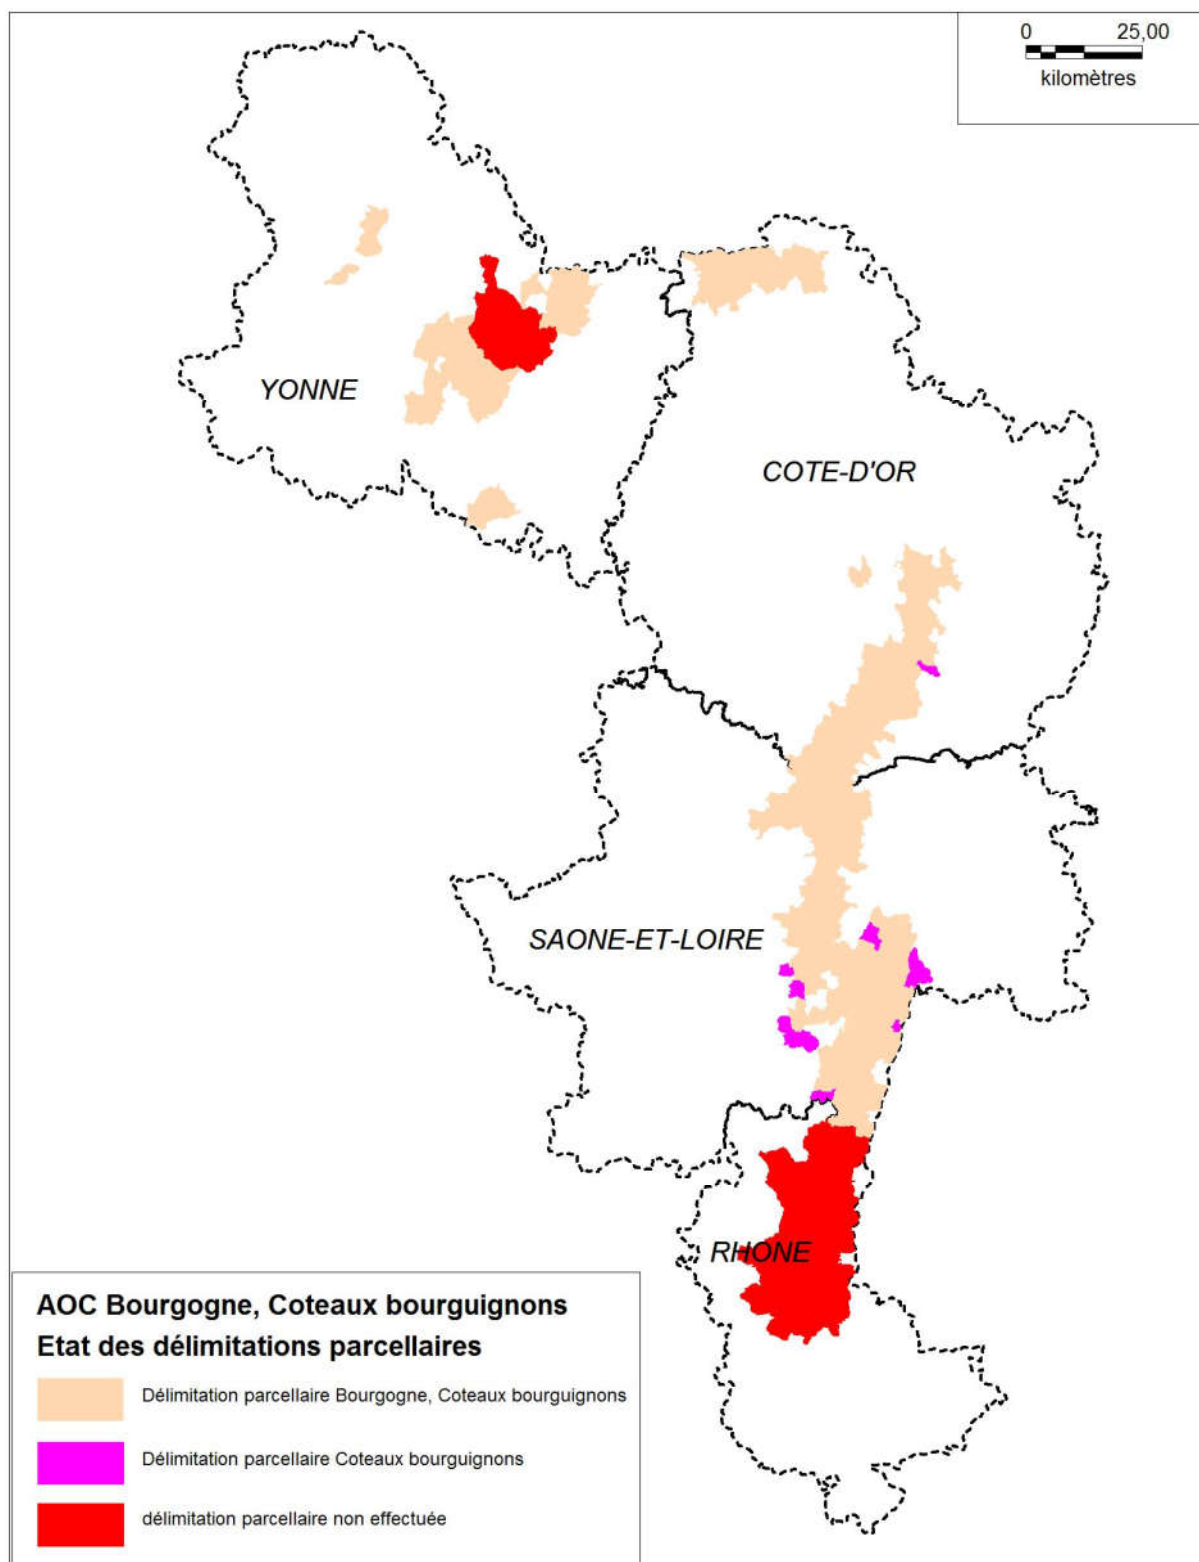 0 25,00
kilomètres
YONNE
COTE-D'OR
SAONE-ET-LOIRE
RHONE
AOC Bourgogne, Coteaux bourguignons
Etat des délimitations parcellaires
Délimitation parcellaire Bourgogne, Coteaux bourguignons
Délimitation parcellaire Coteaux bourguignons
délimitation parcellaire non effectuée